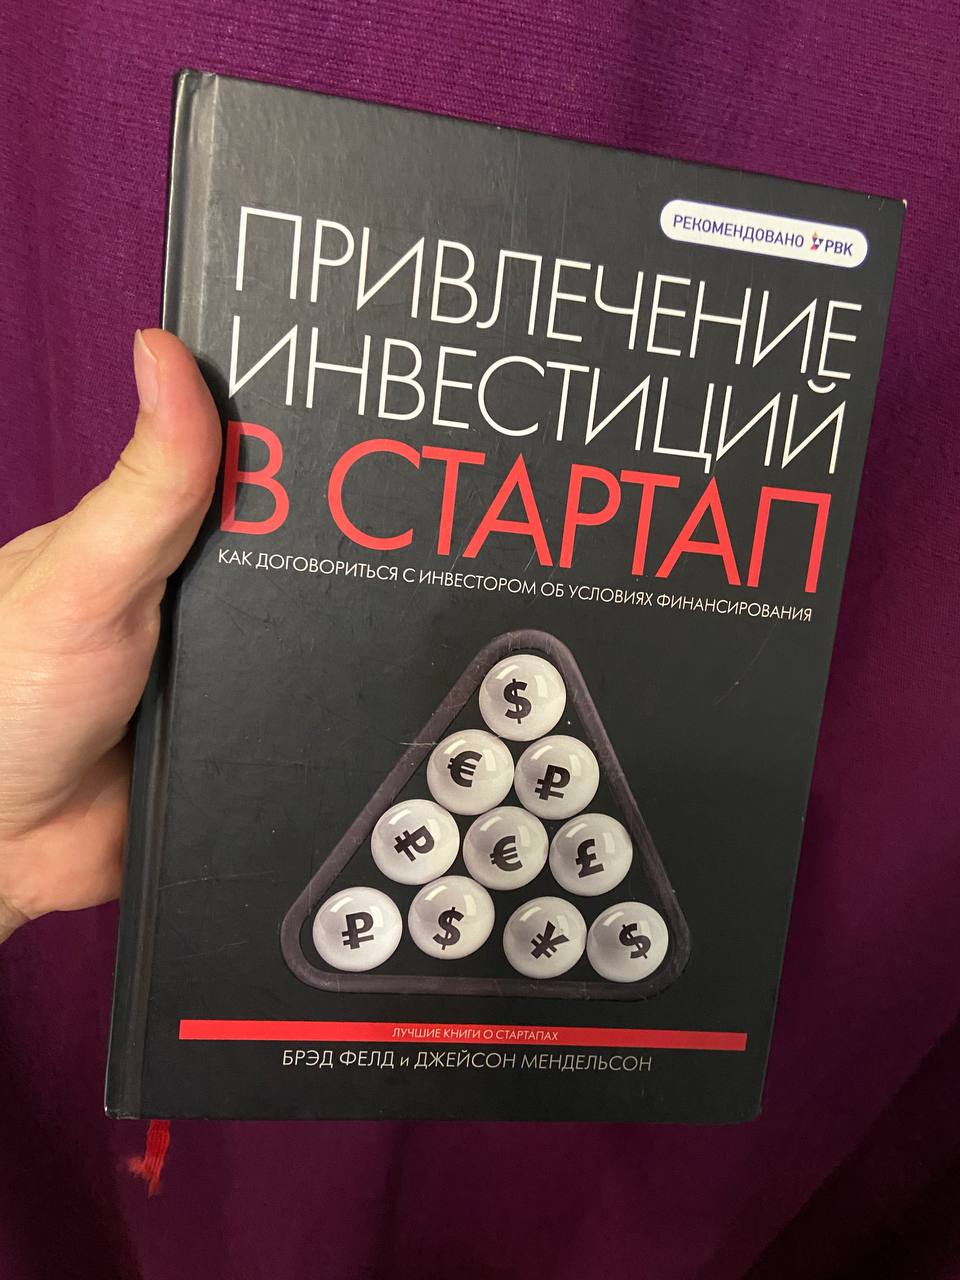 РЕКОМЕНДОВАНО РВК
ПРИВЛЕЧЕНИЕ
ИНВЕСТИЦИЙ
В СТАРТАП
КАК ДОГОВОРИТЬСЯ С ИНВЕСТОРОМ ОБ УСЛОВИЯХ ФИНАНСИРОВАНИЯ
$
€ ₽
₽ € £
₽ $ ¥ $
ЛУЧШИЕ КНИГИ О СТАРТАПАХ
БРЭД ФЕЛД и ДЖЕЙСОН МЕНДЕЛЬСОН